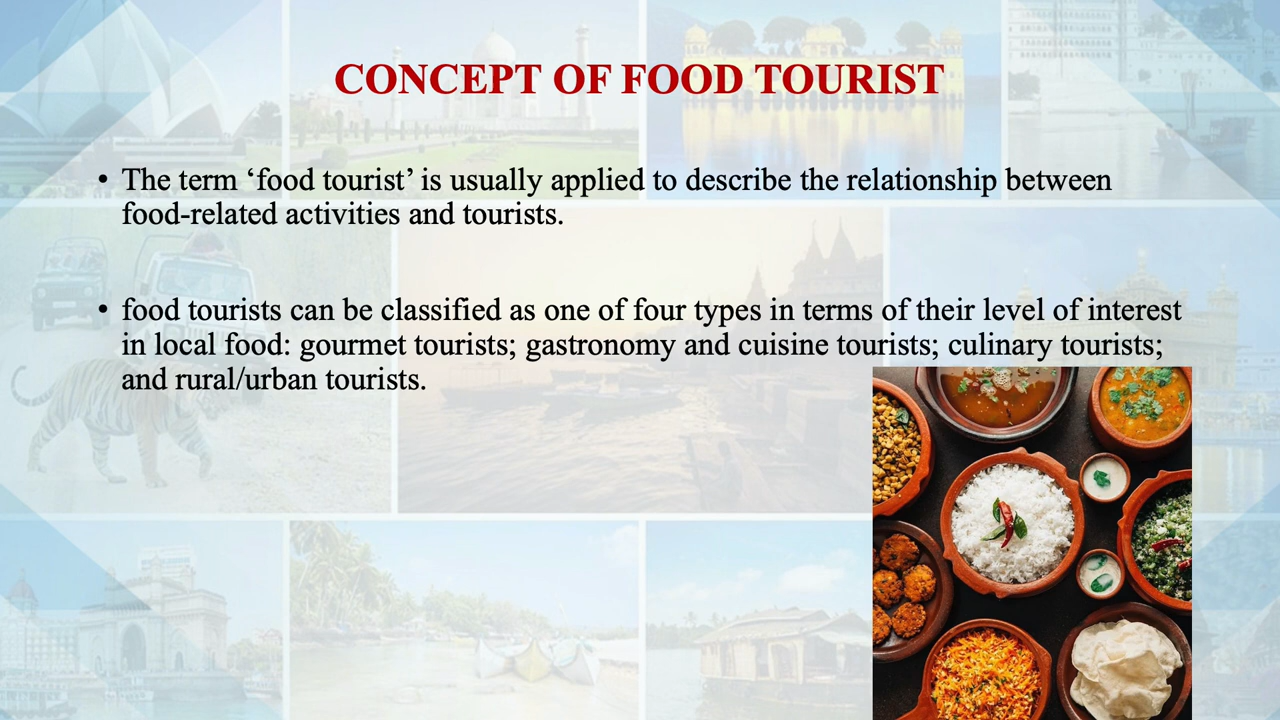 CONCEPT OF FOOD TOURIST
• The term ‘food tourist’ is usually applied to describe the relationship between
food-related activities and tourists.
• food tourists can be classified as one of four types in terms of their level of interest
in local food: gourmet tourists; gastronomy and cuisine tourists; culinary tourists;
and rural/urban tourists.